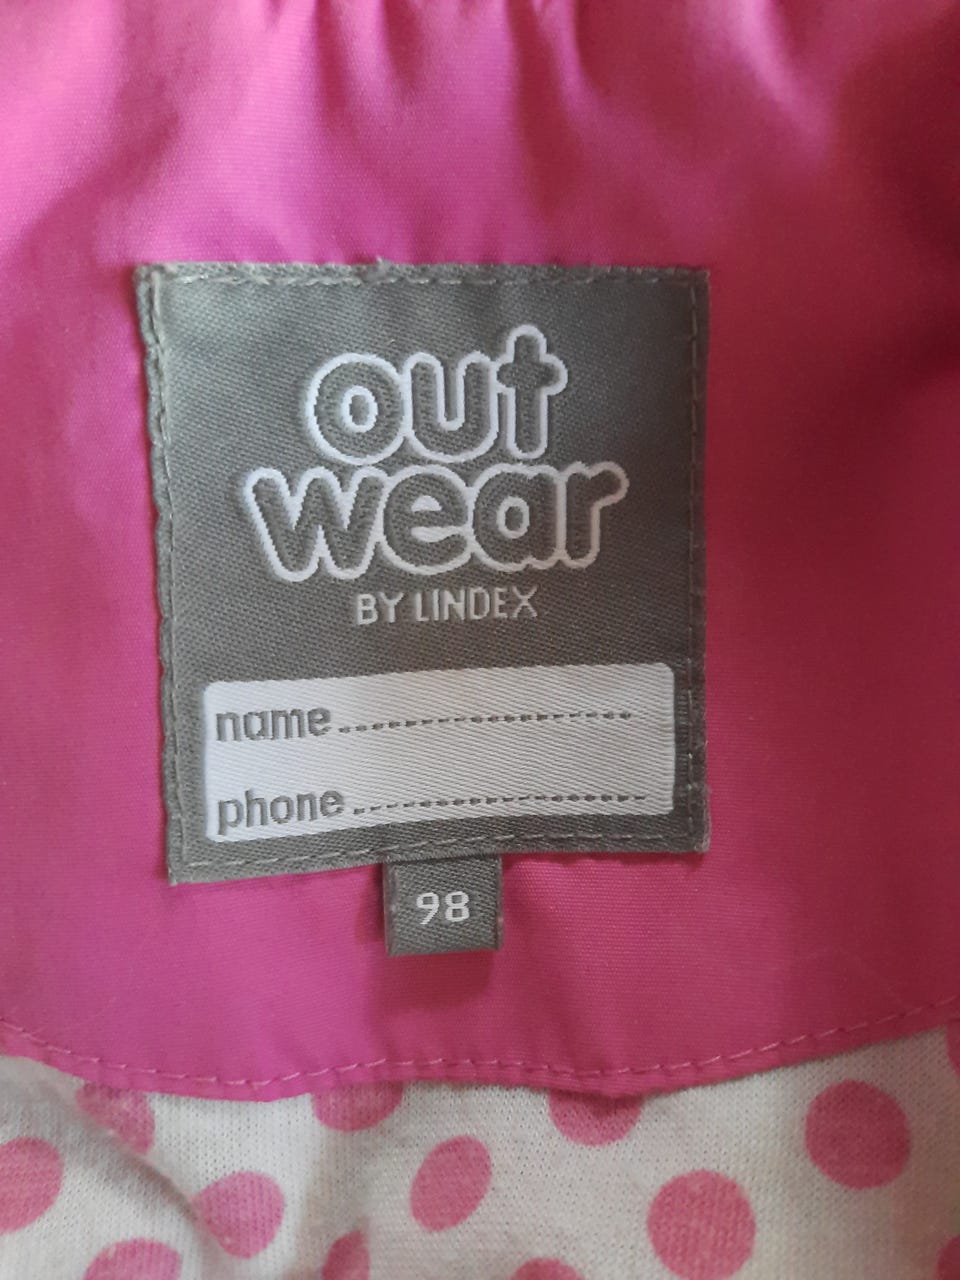 out
wear
BY LINDEX
name....................
phone....................
98